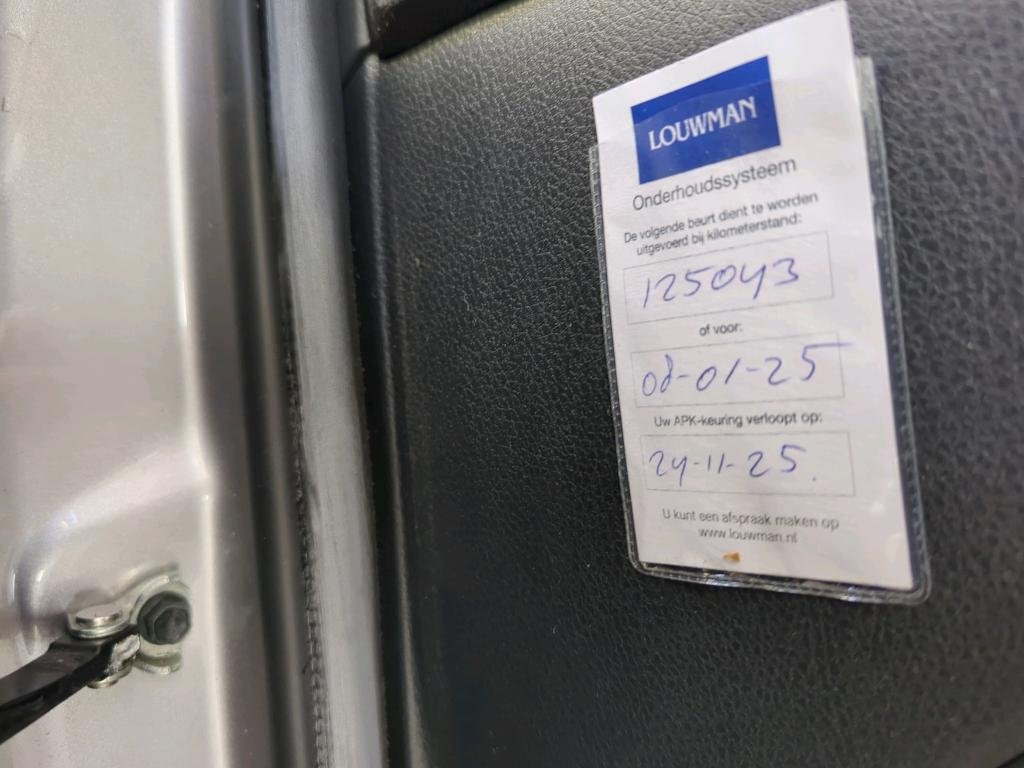 LOUWMAN
Onderhoudssysteem
De volgende beurt dient te worden
uitgevoerd bij kilometerstand:
125043
of voor:
08-01-25
Uw APK-keuring verloopt op:
24-11-25.
U kunt een afspraak maken op
www.louwman.nl